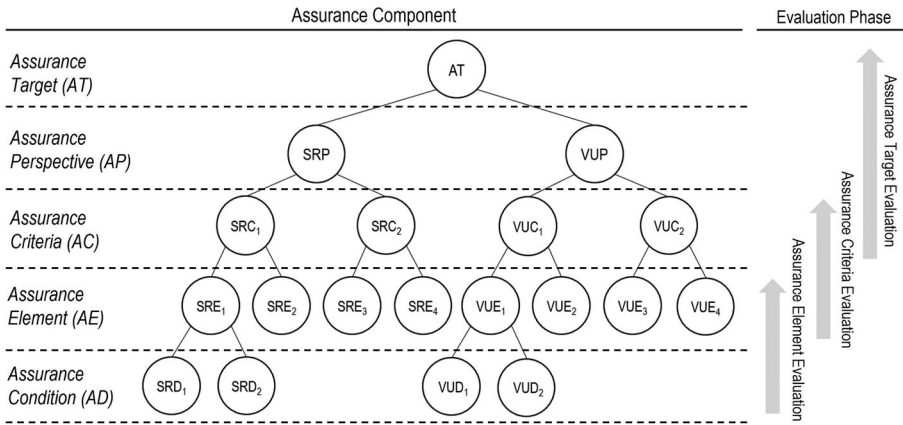 Assurance Component
Evaluation Phase
Assurance
Target (AT)
AT
Assurance
Perspective (AP)
SRP
VUP
Assurance
Criteria (AC)
SRC₁
SRC₂
VUC₁
VUC₂
Assurance
Element (AE)
SRE₁
SRE₂
SRE₃
SRE₄
VUE₁
VUE₂
VUE₃
VUE₄
Assurance
Condition (AD)
SRD₁
SRD₂
VUD₁
VUD₂
Assurance Element Evaluation
Assurance Criteria Evaluation
Assurance Target Evaluation